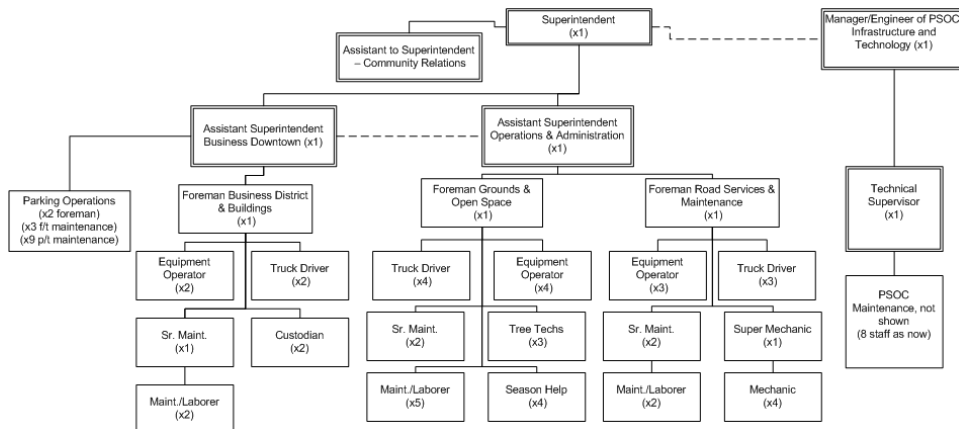 Superintendent
(x1)
Manager/Engineer of PSOC
Infrastructure and
Technology (x1)
Assistant to Superintendent
– Community Relations
Assistant Superintendent
Business Downtown (x1)
Assistant Superintendent
Operations & Administration
(x1)
Parking Operations
(x2 foreman)
(x3 f/t maintenance)
(x9 p/t maintenance)
Foreman Business District
& Buildings
(x1)
Foreman Grounds &
Open Space
(x1)
Foreman Road Services &
Maintenance
(x1)
Technical
Supervisor
(x1)
Equipment
Operator
(x2)
Truck Driver
(x2)
Truck Driver
(x4)
Equipment
Operator
(x4)
Equipment
Operator
(x3)
Truck Driver
(x3)
PSOC
Maintenance, not
shown
(8 staff as now)
Sr. Maint.
(x1)
Custodian
(x2)
Sr. Maint.
(x2)
Tree Techs
(x3)
Sr. Maint.
(x2)
Super Mechanic
(x1)
Maint./Laborer
(x2)
Maint./Laborer
(x5)
Season Help
(x4)
Maint./Laborer
(x2)
Mechanic
(x4)